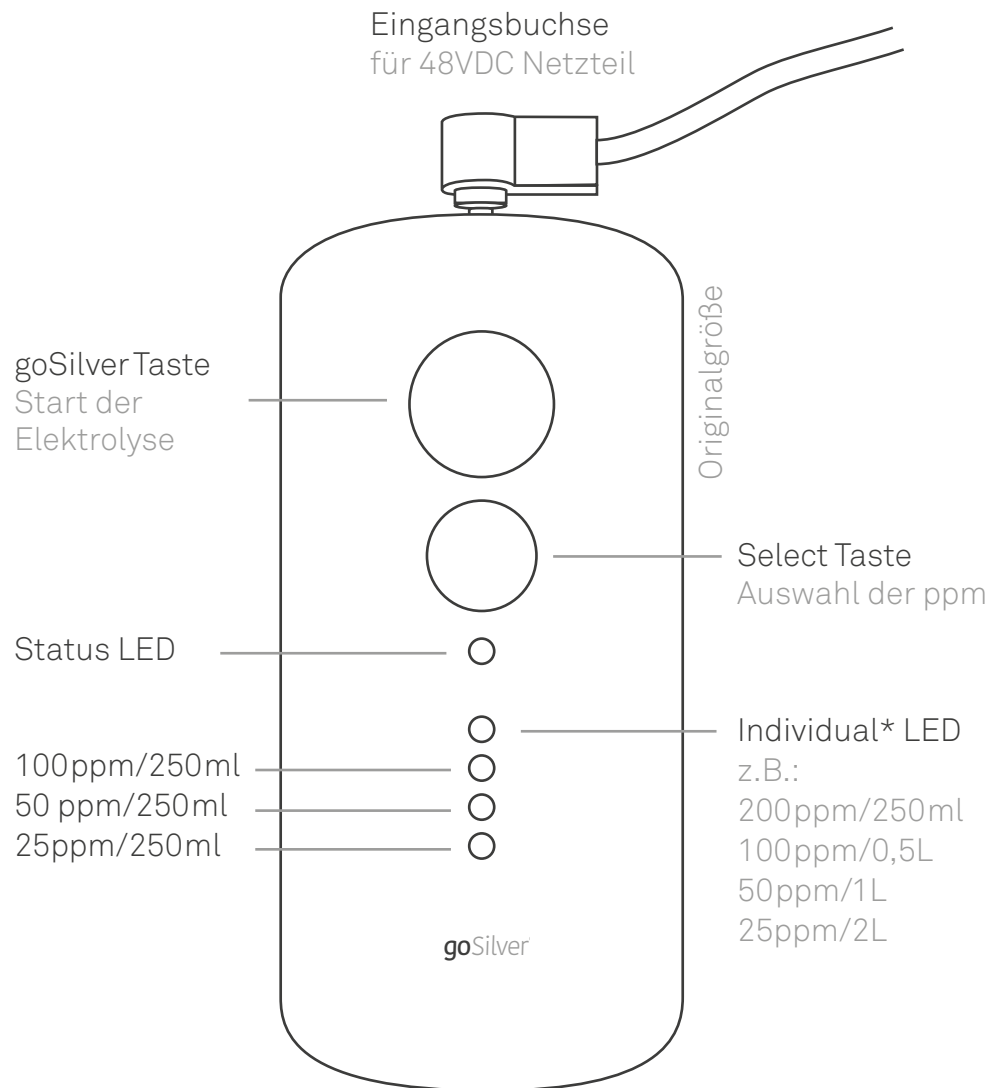 Eingangsbuchse
für 48VDC Netzteil
Originalgröße
goSilver Taste
Start der
Elektrolyse
Select Taste
Auswahl der ppm
Status LED
Individual* LED
z.B.:
200ppm/250ml
100ppm/0,5L
50ppm/1L
25ppm/2L
100ppm/250ml
50 ppm/250ml
25ppm/250ml
goSilver